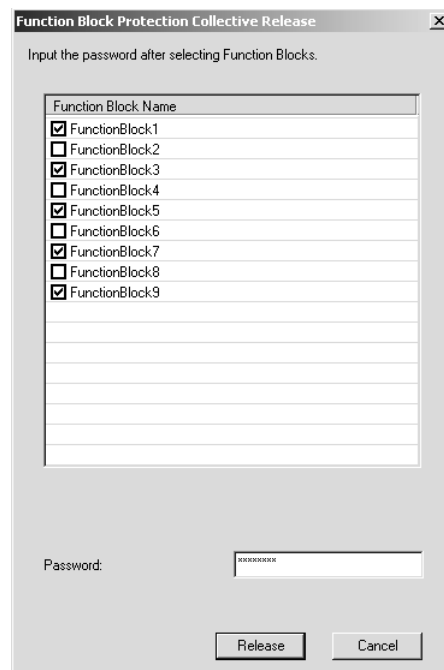 Function Block Protection Collective Release
Input the password after selecting Function Blocks.
Function Block Name
FunctionBlock1
FunctionBlock2
FunctionBlock3
FunctionBlock4
FunctionBlock5
FunctionBlock6
FunctionBlock7
FunctionBlock8
FunctionBlock9
Password: ********
Release Cancel